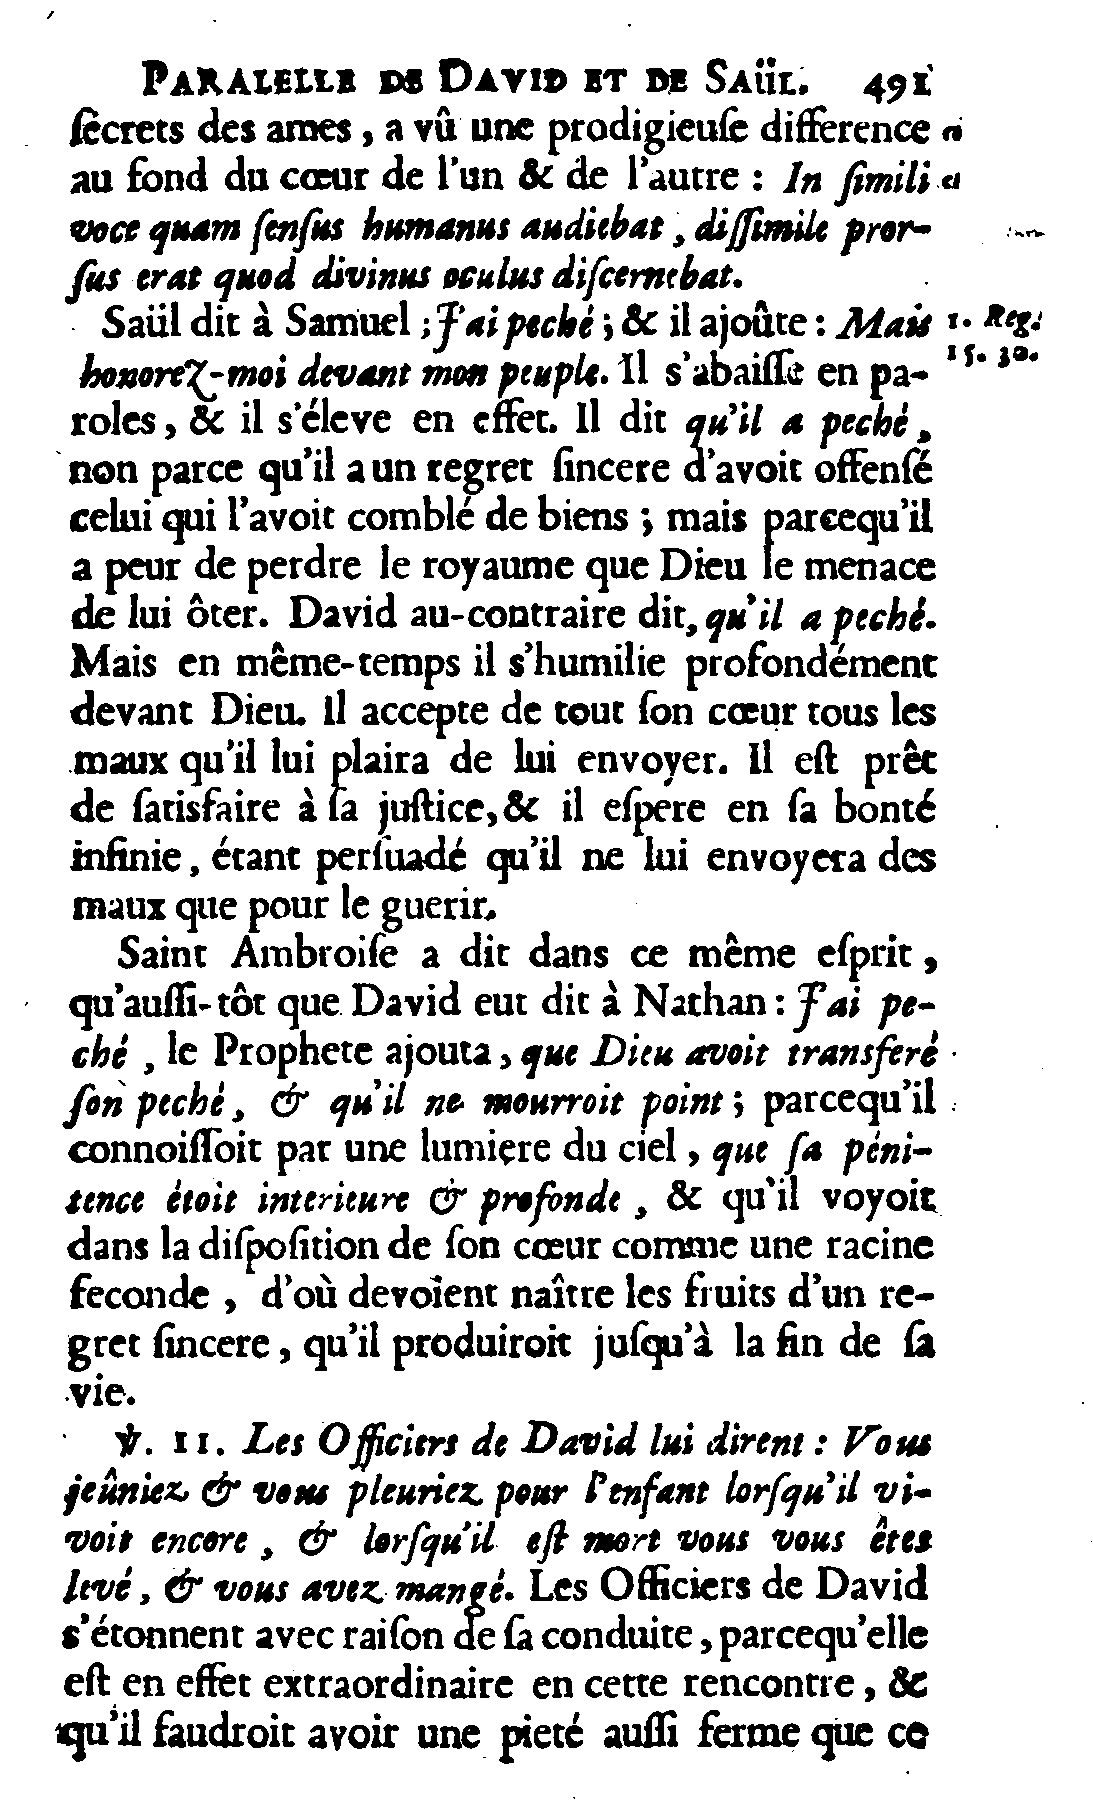 PARALELLE DE DAVID ET DE SAÜL. 491
ſecrets des ames, a vû une prodigieuſe difference
au fond du cœur de l'un & de l'autre : In ſimili
voce quam ſenſus humanus audiebat, diſſimile pror-
ſus erat quod divinus oculus diſcernebat.
Saül dit à Samuel ; J'ai peché ; & il ajoûte : Mais
1. Reg.
honorez-moi devant mon peuple. Il s'abaiſſe en pa-
15. 30.
roles, & il s'éleve en effet. Il dit qu'il a peché,
non parce qu'il a un regret ſincere d'avoit offenſé
celui qui l'avoit comblé de biens ; mais parcequ'il
a peur de perdre le royaume que Dieu le menace
de lui ôter. David au-contraire dit, qu'il a peché.
Mais en même-temps il s'humilie profondément
devant Dieu. Il accepte de tout ſon cœur tous les
maux qu'il lui plaira de lui envoyer. Il eſt prêt
de ſatisfaire à ſa juſtice, & il eſpere en ſa bonté
infinie, étant perſuadé qu'il ne lui envoyera des
maux que pour le guerir.
Saint Ambroiſe a dit dans ce même eſprit,
qu'auſſi-tôt que David eut dit à Nathan : J'ai pe-
ché, le Prophete ajouta, que Dieu avoit transferé
ſon peché, & qu'il ne mourroit point ; parcequ'il
connoiſſoit par une lumiere du ciel, que ſa péni-
tence étoit interieure & profonde, & qu'il voyoit
dans la diſpoſition de ſon cœur comme une racine
feconde, d'où devoient naître les fruits d'un re-
gret ſincere, qu'il produiroit juſqu'à la fin de ſa
vie.
℣. 11. Les Officiers de David lui dirent : Vous
jeûniez & vous pleuriez pour l'enfant lorſqu'il vi-
voit encore, & lorſqu'il eſt mort vous vous êtes
levé, & vous avez mangé. Les Officiers de David
s'étonnent avec raiſon de ſa conduite, parcequ'elle
eſt en effet extraordinaire en cette rencontre, &
qu'il faudroit avoir une pieté auſſi ferme que ce